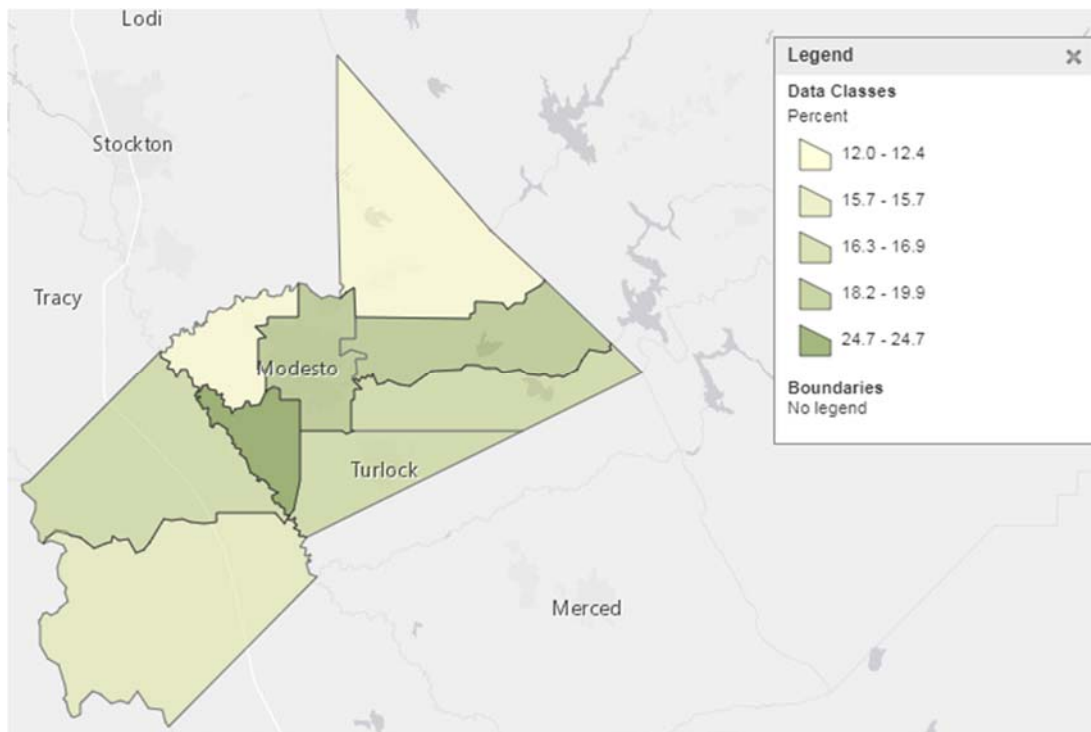 Lodi
Stockton
Tracy
Modesto
Turlock
Merced
Legend
Data Classes
Percent
12.0 - 12.4
15.7 - 15.7
16.3 - 16.9
18.2 - 19.9
24.7 - 24.7
Boundaries
No legend